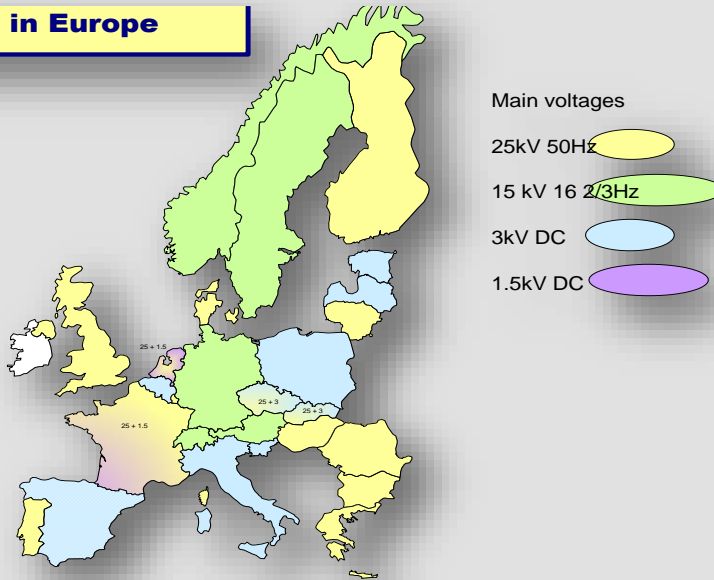 in Europe
Main voltages
25kV 50Hz
15 kV 16 2/3Hz
3kV DC
1.5kV DC
25 + 1.5
25 + 3
25 + 3
25 + 1.5